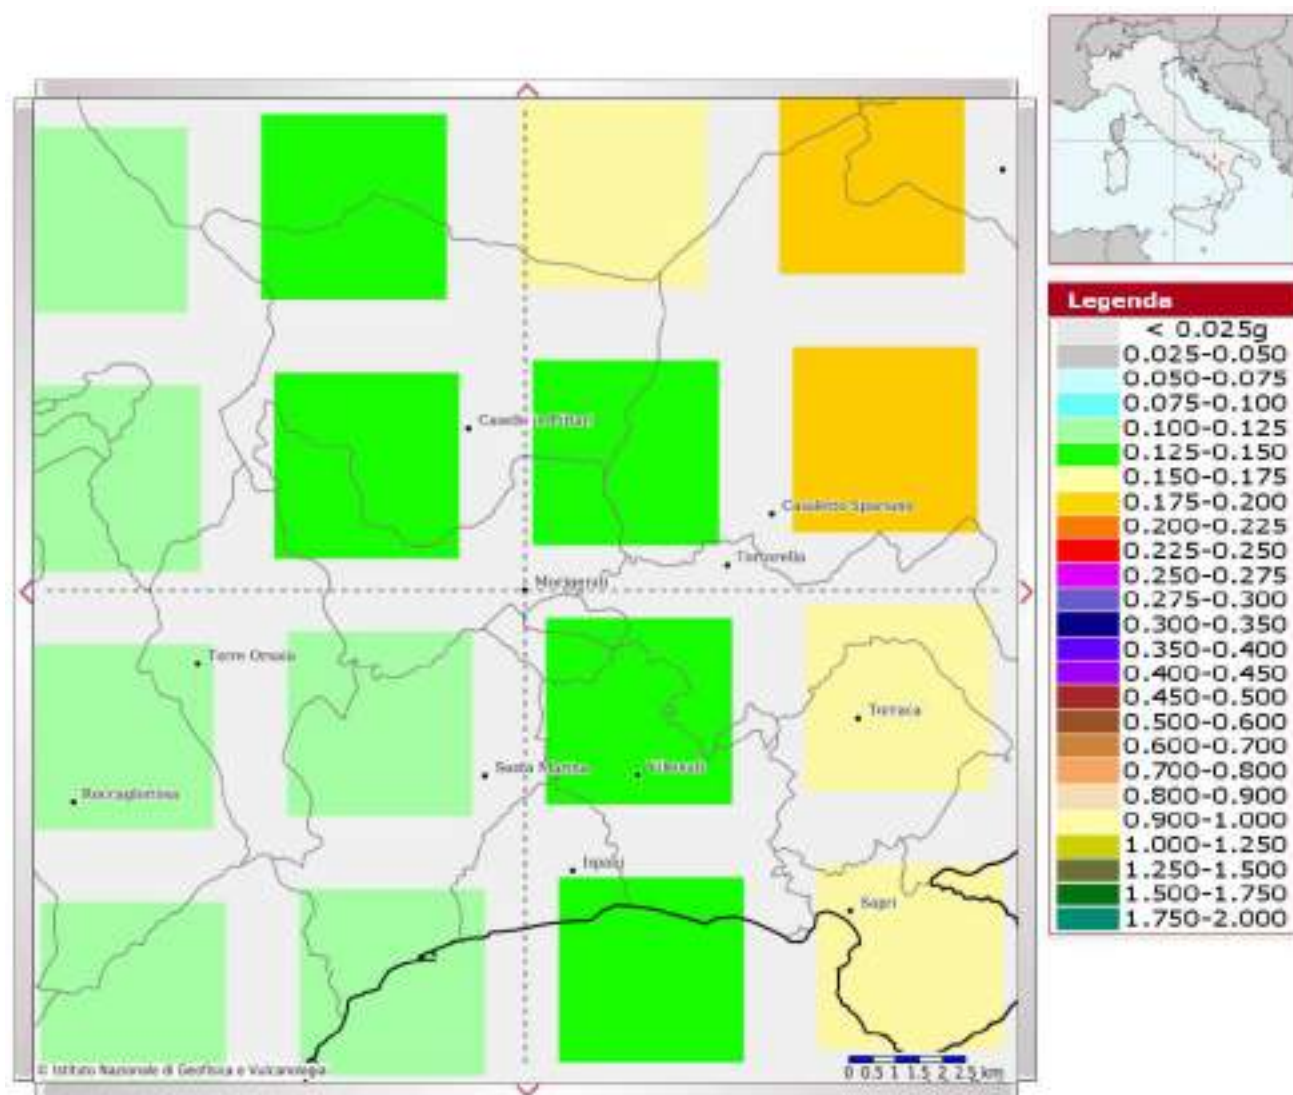 Legenda
< 0.025g
0.025-0.050
0.050-0.075
0.075-0.100
0.100-0.125
0.125-0.150
0.150-0.175
0.175-0.200
0.200-0.225
0.225-0.250
0.250-0.275
0.275-0.300
0.300-0.350
0.350-0.400
0.400-0.450
0.450-0.500
0.500-0.600
0.600-0.700
0.700-0.800
0.800-0.900
0.900-1.000
1.000-1.250
1.250-1.500
1.500-1.750
1.750-2.000
Caselle in Pittari
Casaletto Spartano
Tortorella
Morigerati
Torre Orsaia
Torraca
Santa Marina
Vibonati
Roccagloriosa
Ispani
Sapri
© Istituto Nazionale di Geofisica e Vulcanologia
0 0.5 1 1.5 2 2.5 km